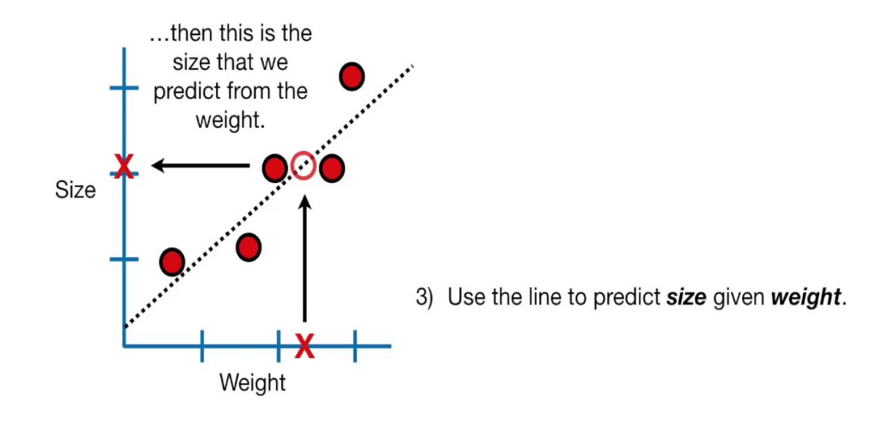 ...then this is the
size that we
predict from the
weight.
X
Size
3) Use the line to predict size given weight.
X
Weight